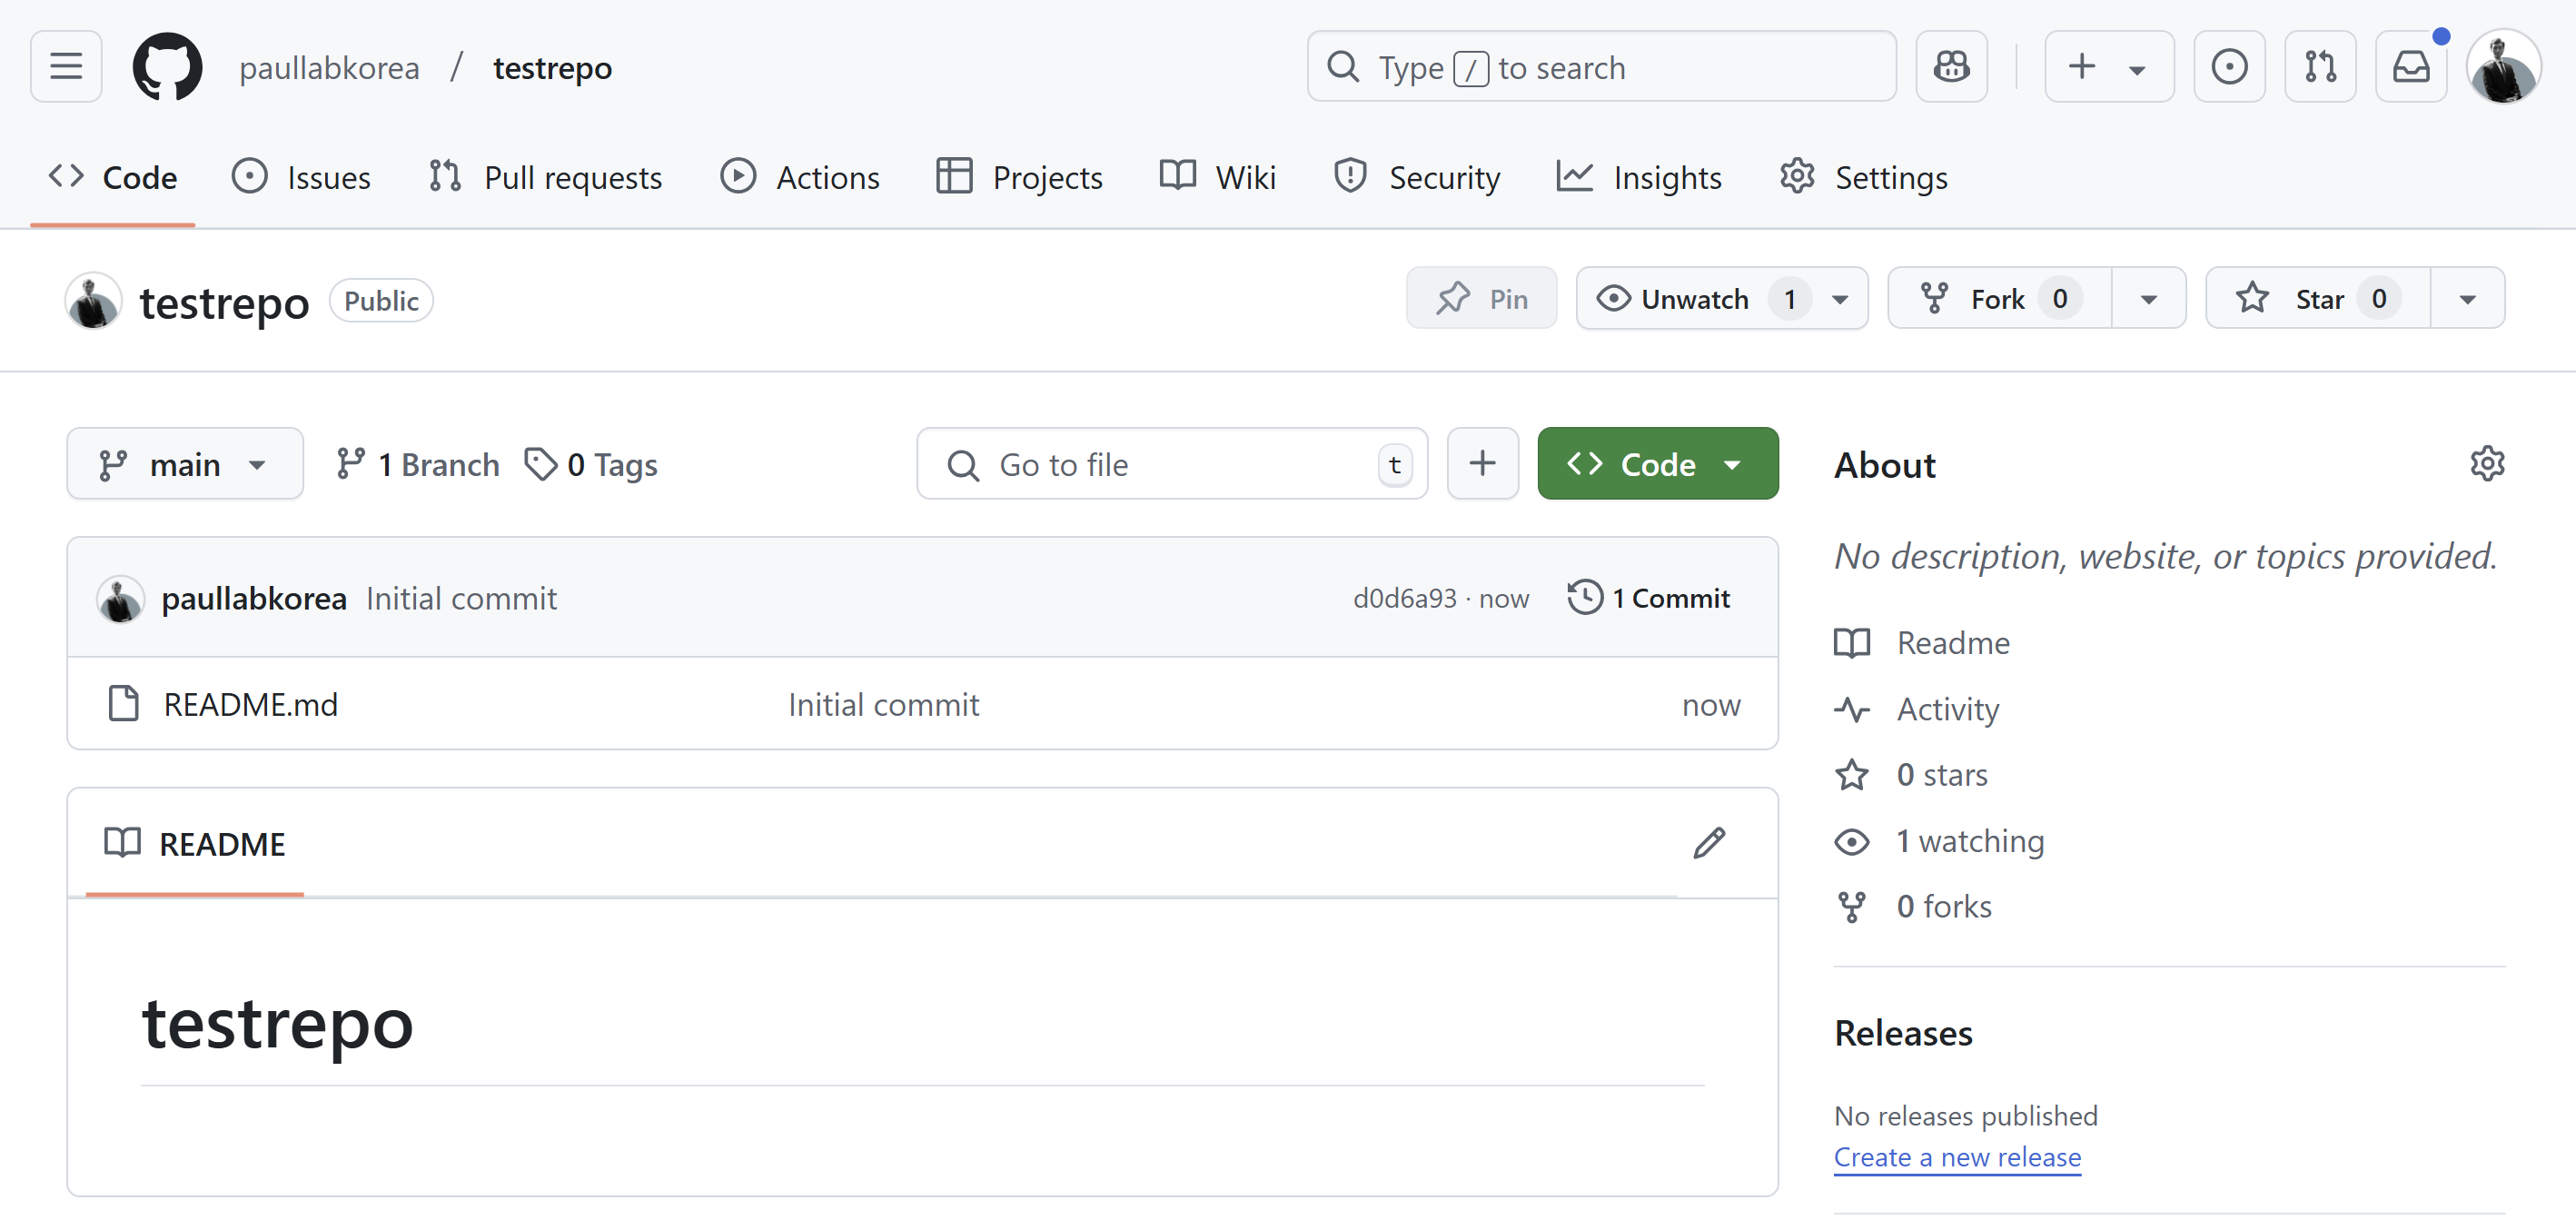 paullabkorea / testrepo
Type / to search
Code Issues Pull requests Actions Projects Wiki Security Insights Settings
testrepo Public
Pin Unwatch 1 Fork 0 Star 0
main 1 Branch 0 Tags
Go to file t
Code
About
No description, website, or topics provided.
paullabkorea Initial commit d0d6a93 · now 1 Commit
README.md Initial commit now
Readme
Activity
0 stars
1 watching
0 forks
README
testrepo
Releases
No releases published
Create a new release